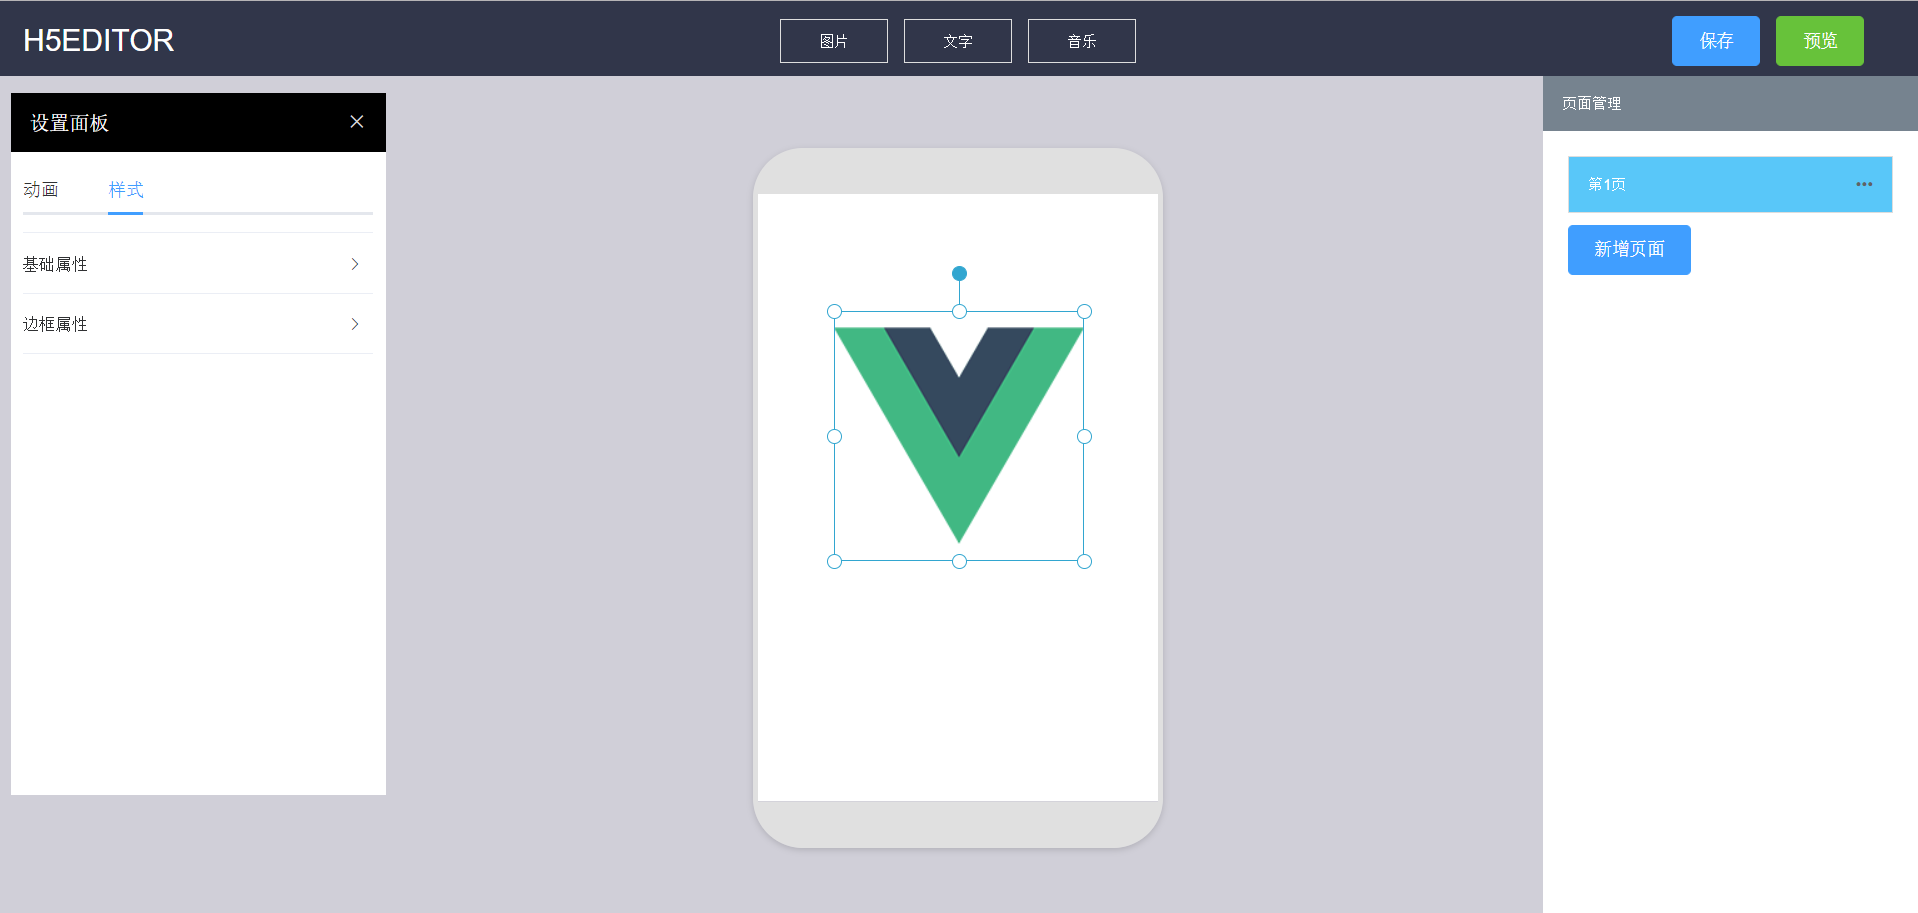 H5EDITOR
图片
文字
音乐
保存
预览
设置面板
动画
样式
基础属性
边框属性
页面管理
第1页
新增页面